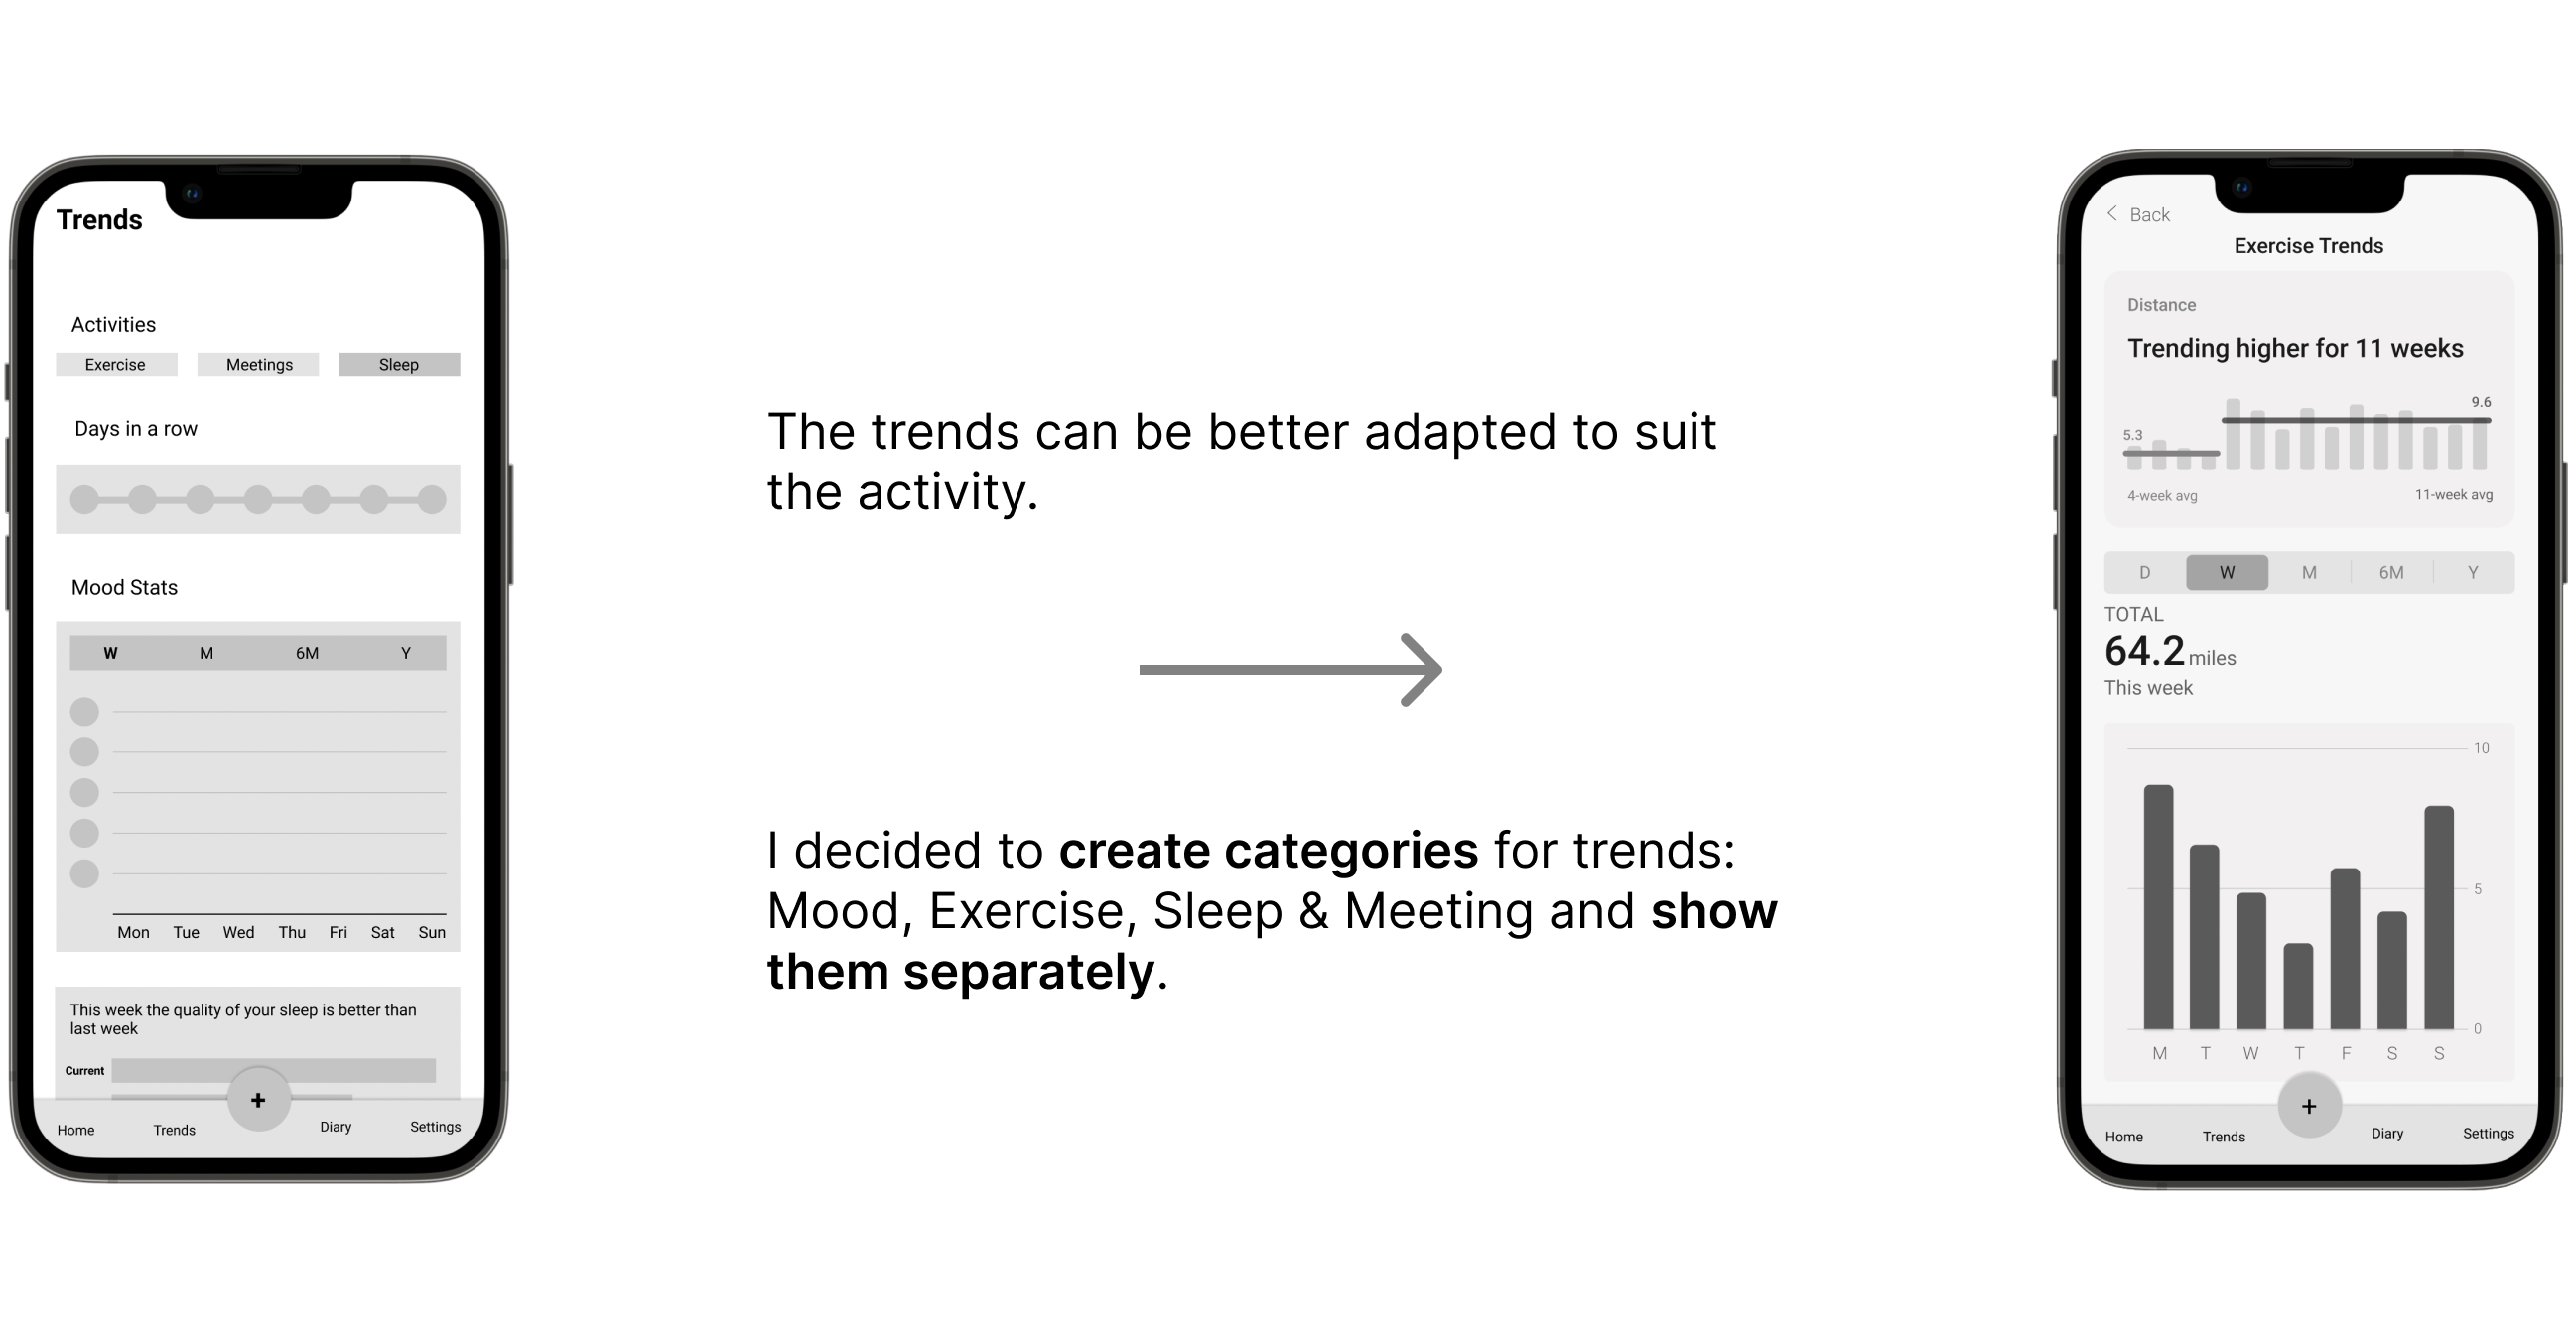 Trends
Activities
Exercise Meetings Sleep
Days in a row
Mood Stats
W M 6M Y
Mon Tue Wed Thu Fri Sat Sun
This week the quality of your sleep is better than
last week
Current
+
Home Trends Diary Settings
The trends can be better adapted to suit
the activity.
I decided to create categories for trends:
Mood, Exercise, Sleep & Meeting and show
them separately.
Back
Exercise Trends
Distance
Trending higher for 11 weeks
9.6
5.3
4-week avg 11-week avg
D W M 6M Y
TOTAL
64.2 miles
This week
10
5
0
M T W T F S S
+
Home Trends Diary Settings